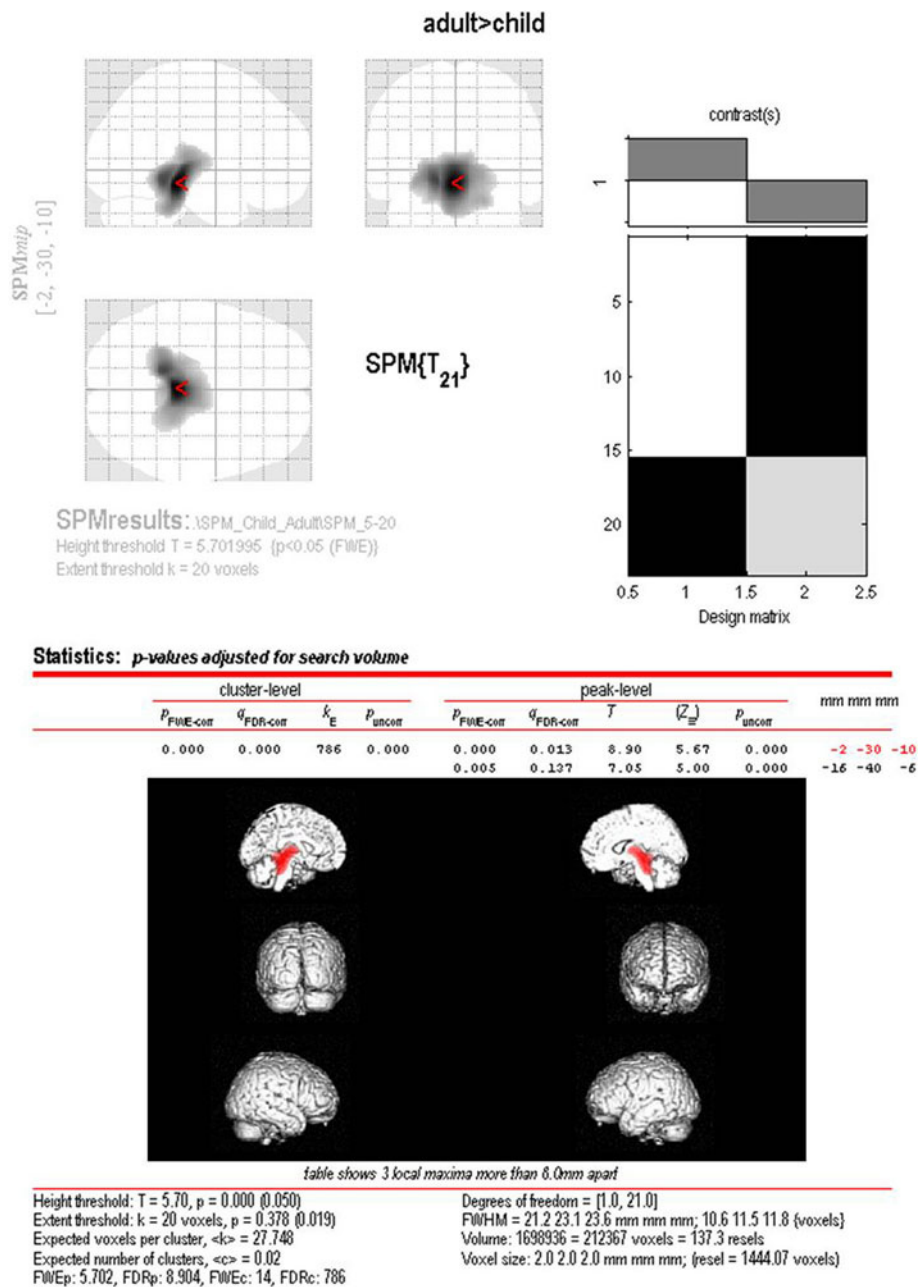 adult>child
contrast(s)
1
SPMmip
[-2, -30, -10]
<
<
<
SPM{T21}
5
10
15
20
0.5 1 1.5 2 2.5
Design matrix
SPMresults: .\SPM_Child_Adult\SPM_5-20
Height threshold T = 5.701995 {p<0.05 (FWE)}
Extent threshold k = 20 voxels
Statistics: p-values adjusted for search volume
cluster-level peak-level mm mm mm
pFWE-corr qFDR-corr kE puncorr pFWE-corr qFDR-corr T (Z≡) puncorr
0.000 0.000 786 0.000 0.000 0.013 8.90 5.67 0.000 -2 -30 -10
0.005 0.137 7.05 5.00 0.000 -16 -40 -6
table shows 3 local maxima more than 8.0mm apart
Height threshold: T = 5.70, p = 0.000 (0.050)
Extent threshold: k = 20 voxels, p = 0.378 (0.019)
Expected voxels per cluster, <k> = 27.748
Expected number of clusters, <c> = 0.02
FWEp: 5.702, FDRp: 8.904, FWEc: 14, FDRc: 786
Degrees of freedom = [1.0, 21.0]
FWHM = 21.2 23.1 23.6 mm mm mm; 10.6 11.5 11.8 {voxels}
Volume: 1698936 = 212367 voxels = 137.3 resels
Voxel size: 2.0 2.0 2.0 mm mm mm; (resel = 1444.07 voxels)